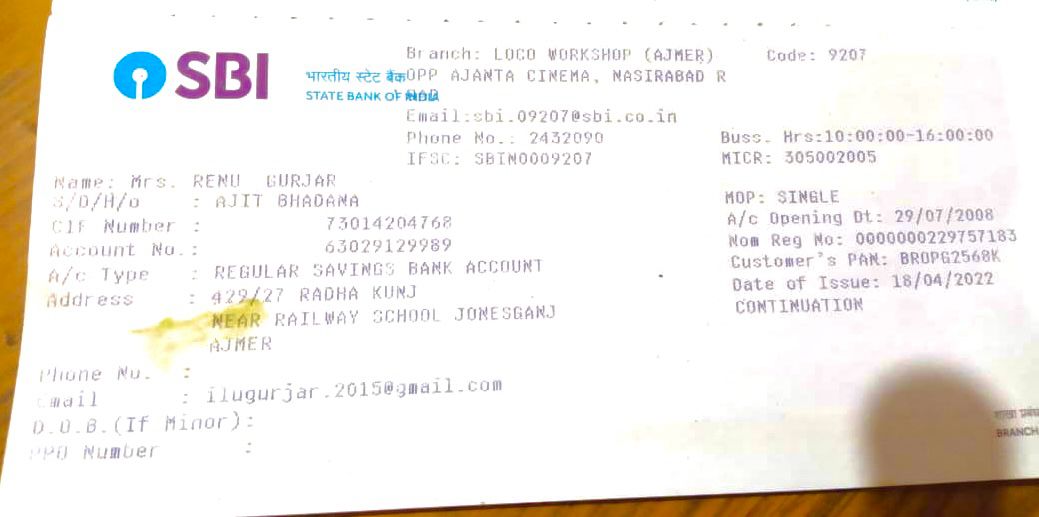 SBI
भारतीय स्टेट बैंक
STATE BANK OF INDIA
Branch: LOCO WORKSHOP (AJMER) Code: 9207
OPP AJANTA CINEMA, NASIRABAD R
OAD
Email:sbi.09207@sbi.co.in
Phone No.: 2432090 Buss. Hrs:10:00:00-16:00:00
IFSC: SBIN0009207 MICR: 305002005
Name: Mrs. RENU GURJAR
S/D/H/o : AJIT BHADANA MOP: SINGLE
CIF Number : 73014204768 A/c Opening Dt: 29/07/2008
Account No.: 63029129989 Nom Reg No: 0000000229757183
A/c Type : REGULAR SAVINGS BANK ACCOUNT Customer's PAN: BROPG2568K
Address : 429/27 RADHA KUNJ Date of Issue: 18/04/2022
NEAR RAILWAY SCHOOL JONESGANJ CONTINUATION
AJMER
Phone No. :
Email : ilugurjar.2015@gmail.com
D.O.B.(If Minor):
PPO Number :
शाखा
BRANCH